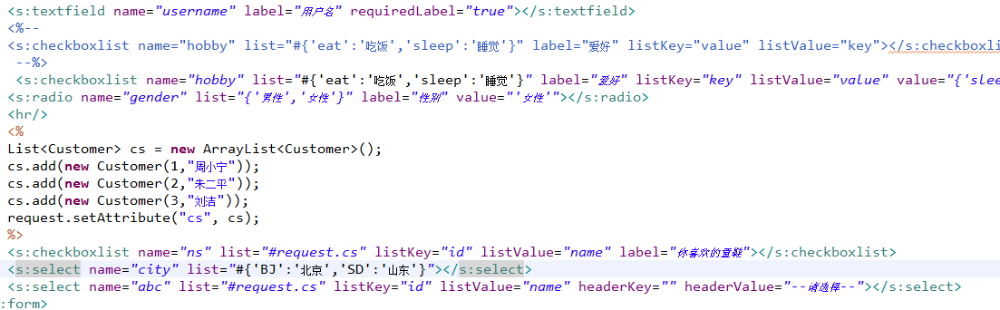 <s:textfield name="username" label="用户名" requiredLabel="true"></s:textfield>
<%--
<s:checkboxlist name="hobby" list="#{'eat':'吃饭','sleep':'睡觉'}" label="爱好" listKey="value" listValue="key"></s:checkboxli
--%>
<s:checkboxlist name="hobby" list="#{'eat':'吃饭','sleep':'睡觉'}" label="爱好" listKey="key" listValue="value" value="{'slee
<s:radio name="gender" list="{'男性','女性'}" label="性别" value="'女性'"></s:radio>
<hr/>
<%
List<Customer> cs = new ArrayList<Customer>();
cs.add(new Customer(1,"周小宁"));
cs.add(new Customer(2,"朱二平"));
cs.add(new Customer(3,"刘洁"));
request.setAttribute("cs", cs);
%>
<s:checkboxlist name="ns" list="#request.cs" listKey="id" listValue="name" label="你喜欢的童鞋"></s:checkboxlist>
<s:select name="city" list="#{'BJ':'北京','SD':'山东'}"></s:select>
<s:select name="abc" list="#request.cs" listKey="id" listValue="name" headerKey="" headerValue="--请选择--"></s:select>
:form>